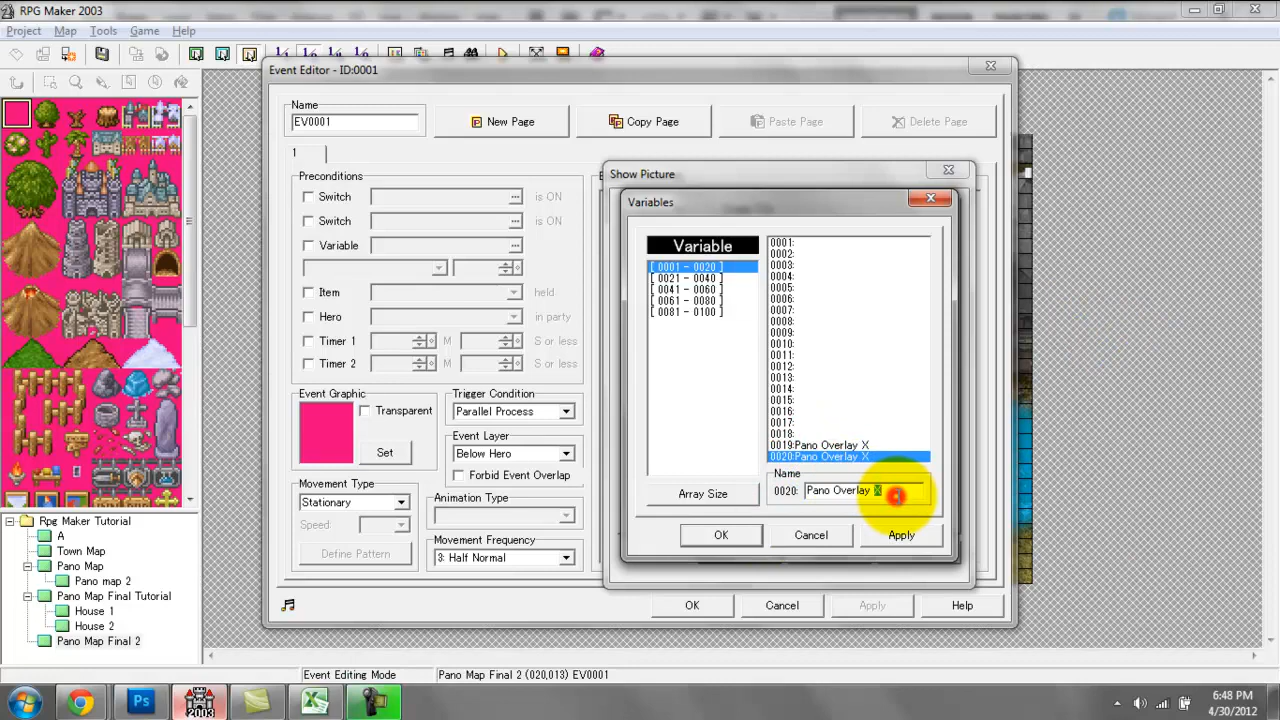 RPG Maker 2003
Project Map Tools Game Help
Event Editor - ID:0001
Name
EV0001
New Page
Copy Page
Paste Page
Delete Page
1
Preconditions
Switch
is ON
Switch
is ON
Variable
Item
held
Hero
in party
Timer 1
M
S or less
Timer 2
M
S or less
Event Graphic
Transparent
Set
Trigger Condition
Parallel Process
Event Layer
Below Hero
Forbid Event Overlap
Movement Type
Stationary
Speed:
Define Pattern
Animation Type
Movement Frequency
3: Half Normal
Show Picture
Variables
Variable
[ 0001 - 0020 ]
[ 0021 - 0040 ]
[ 0041 - 0060 ]
[ 0061 - 0080 ]
[ 0081 - 0100 ]
0001:
0002:
0003:
0004:
0005:
0006:
0007:
0008:
0009:
0010:
0011:
0012:
0013:
0014:
0015:
0016:
0017:
0018:
0019:Pano Overlay X
0020:Pano Overlay X
Name
0020: Pano Overlay X
Array Size
OK
Cancel
Apply
OK
Cancel
Apply
Help
Rpg Maker Tutorial
A
Town Map
Pano Map
Pano map 2
Pano Map Final Tutorial
House 1
House 2
Pano Map Final 2
Event Editing Mode
Pano Map Final 2 (020,013) EV0001
Ps
2003
6:48 PM
4/30/2012